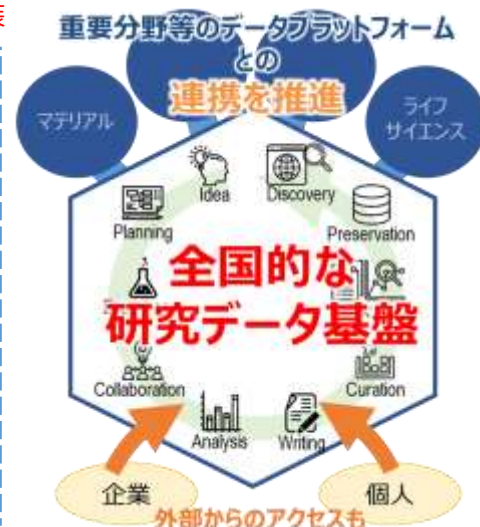 重要分野等のデータプラットフォーム
との
連携を推進
マテリアル
ライフ
サイエンス
Idea
Discovery
Planning
Preservation
全国的な
研究データ基盤
Collaboration
Curation
Analysis
Writing
企業
個人
外部からのアクセスも